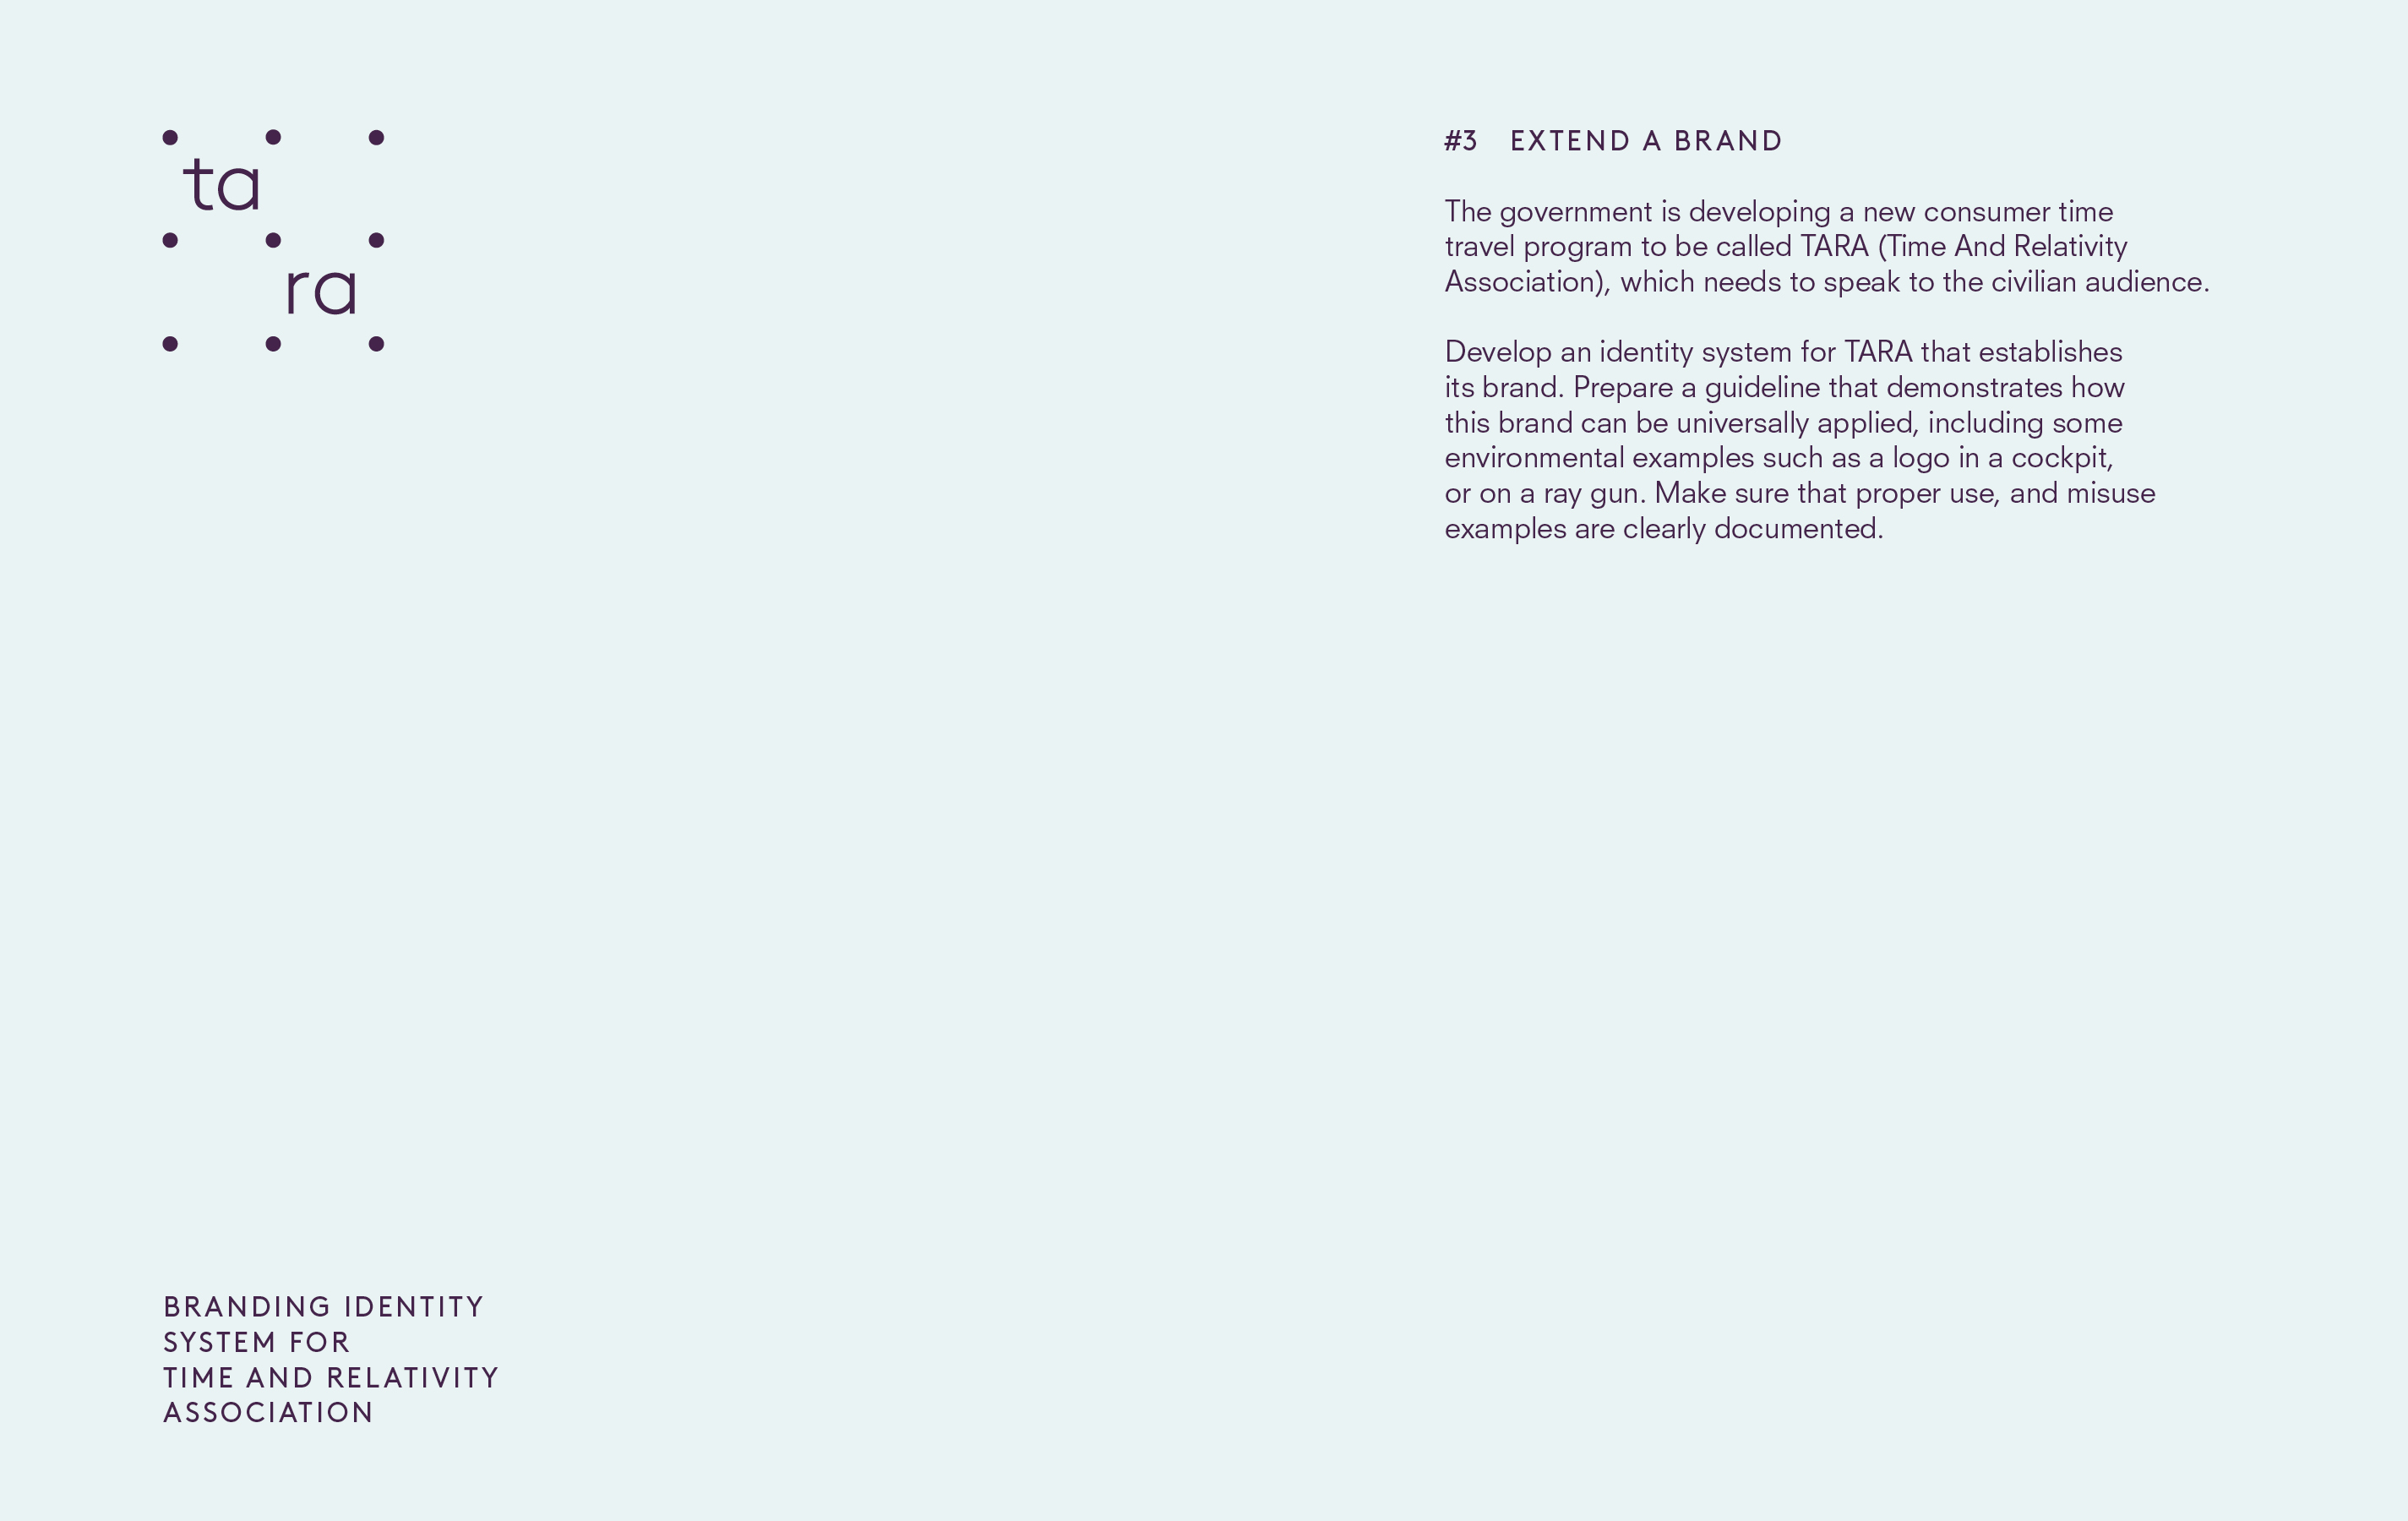 ta
ra
#3 EXTEND A BRAND
The government is developing a new consumer time
travel program to be called TARA (Time And Relativity
Association), which needs to speak to the civilian audience.
Develop an identity system for TARA that establishes
its brand. Prepare a guideline that demonstrates how
this brand can be universally applied, including some
environmental examples such as a logo in a cockpit,
or on a ray gun. Make sure that proper use, and misuse
examples are clearly documented.
BRANDING IDENTITY
SYSTEM FOR
TIME AND RELATIVITY
ASSOCIATION